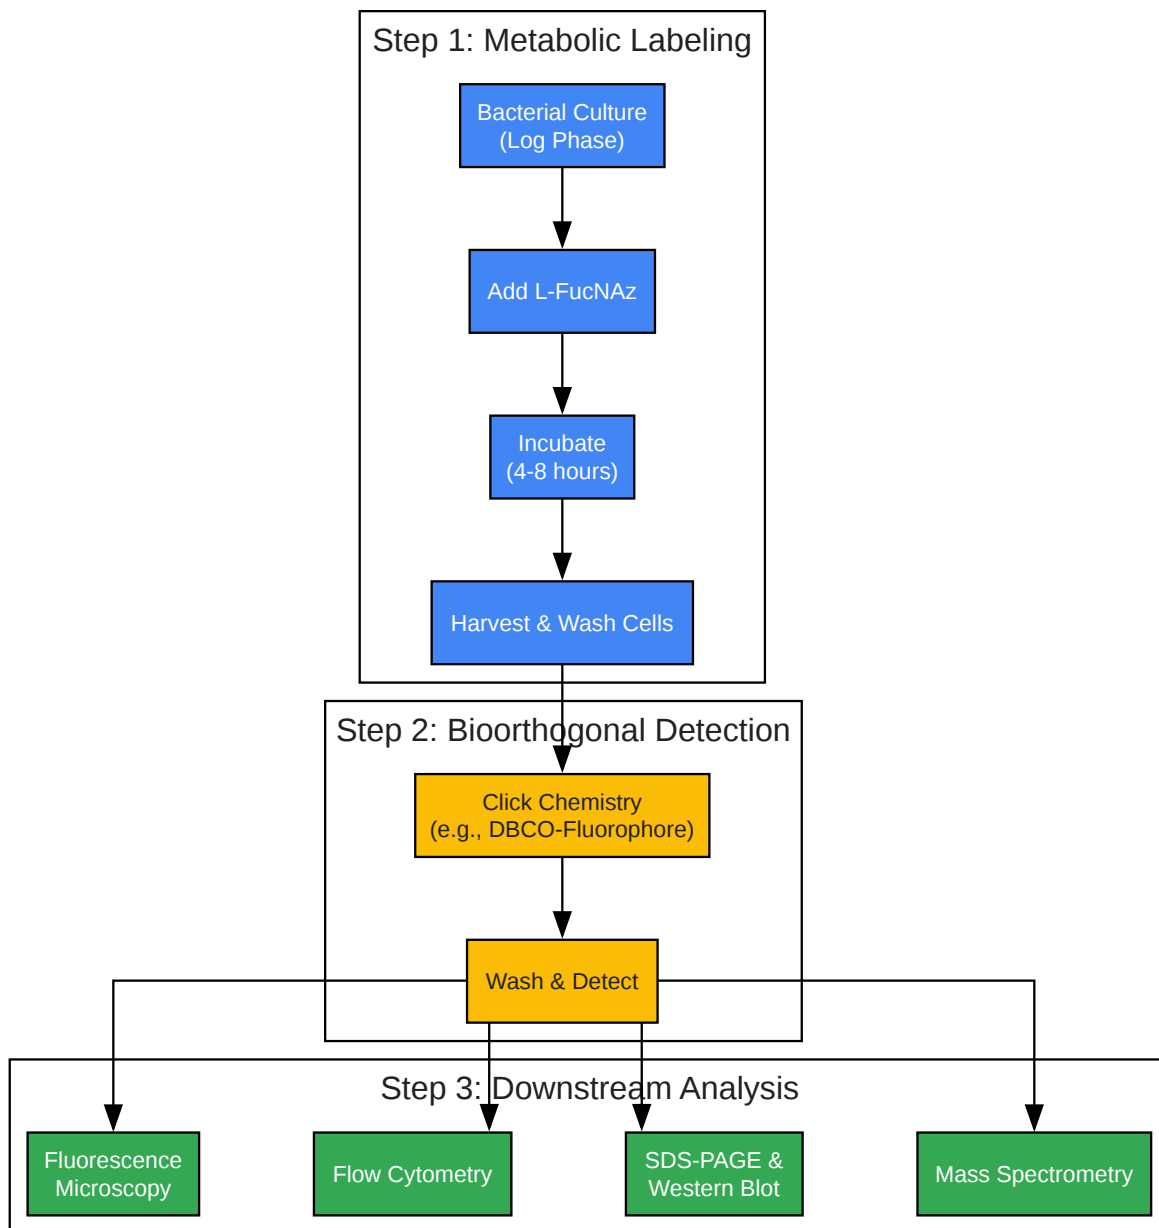 Step 1: Metabolic Labeling
Bacterial Culture
(Log Phase)
Add L-FucNAz
Incubate
(4-8 hours)
Harvest & Wash Cells
Step 2: Bioorthogonal Detection
Click Chemistry
(e.g., DBCO-Fluorophore)
Wash & Detect
Step 3: Downstream Analysis
Fluorescence
Microscopy
Flow Cytometry
SDS-PAGE &
Western Blot
Mass Spectrometry